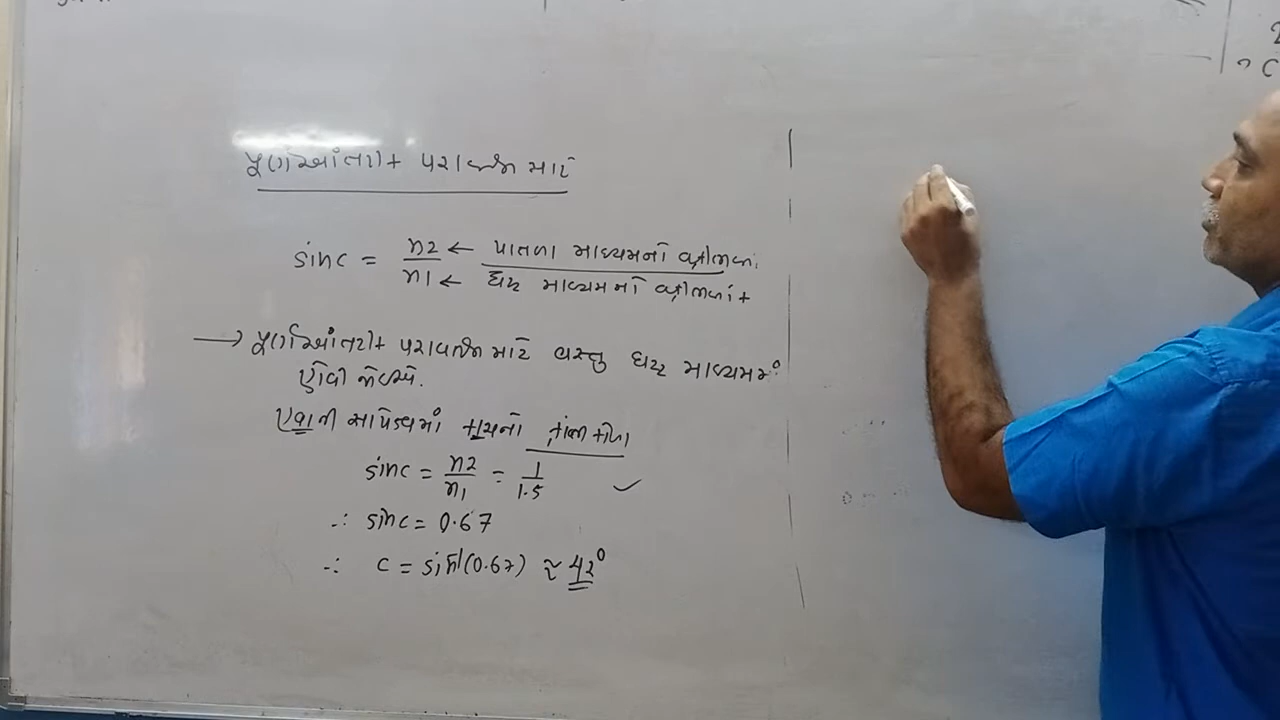 પૂર્ણઆંતરીક પરાવર્તન માટે
sinc = n2 ← પાતળા માધ્યમનો વક્રીભવનાંક
n1 ← ઘટ્ટ માધ્યમનો વક્રીભવનાંક
→ પૂર્ણઆંતરીક પરાવર્તન માટે વસ્તુ ઘટ્ટ માધ્યમમાં
હોવી જોઇએ.
હવાની સાપેક્ષમાં કાચનો ક્રાંતિકોણ
sinc = n2/n1 = 1/1.5 ✓
∴ sinc = 0.67
∴ c = sin⁻¹(0.67) ≈ 42°